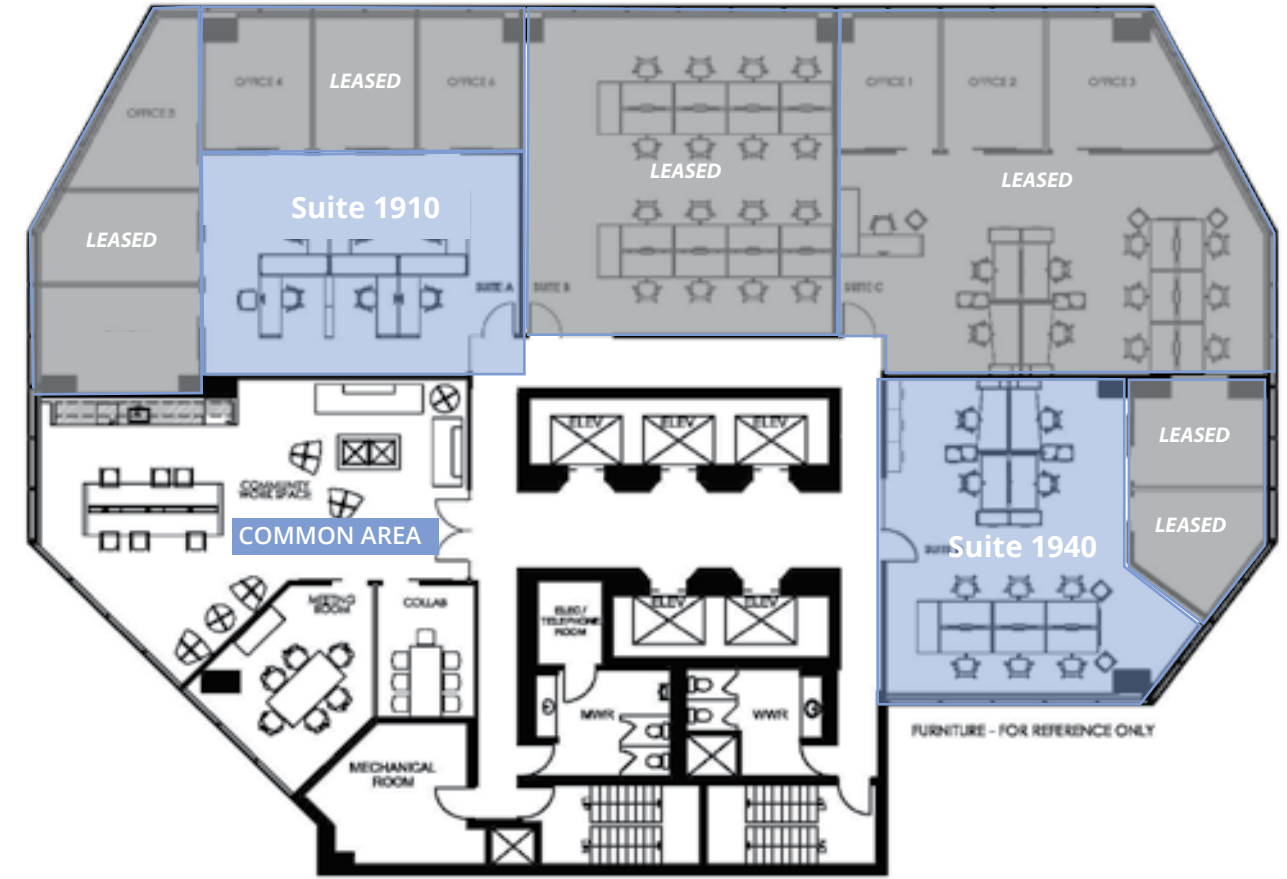 OFFICE 4
LEASED
OFFICE 6
OFFICE 1
OFFICE 2
OFFICE 3
OFFICE 5
LEASED
LEASED
Suite 1910
LEASED
SUITE A
SUITE B
SUITE C
ELEV
ELEV
ELEV
LEASED
COMMUNITY
WORK SPACE
LEASED
COMMON AREA
Suite 1940
MEETING
ROOM
COLLAB
ELEC/
TELEPHONE
ROOM
ELEV
ELEV
MWR
WWR
FURNITURE - FOR REFERENCE ONLY
MECHANICAL
ROOM